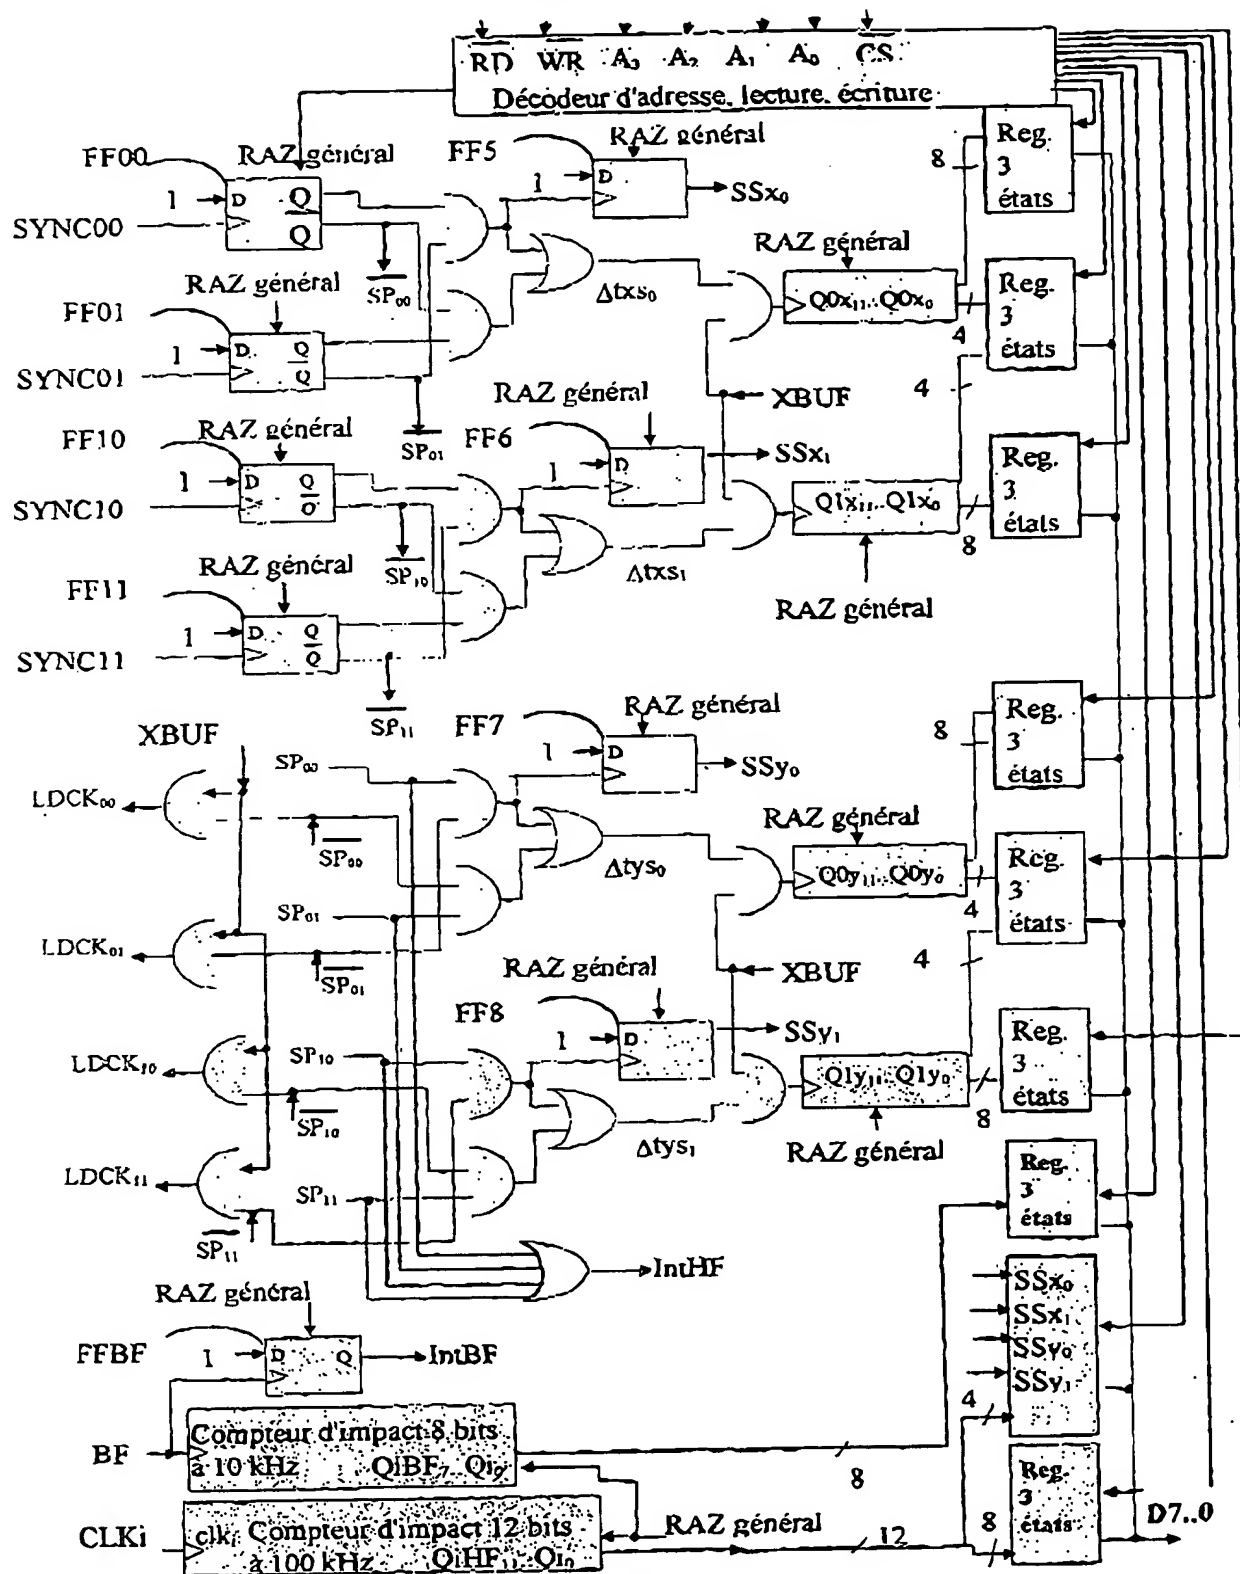 RD WR A₃ A₂ A₁ A₀ CS
Décodeur d'adresse, lecture, écriture
FF00
RAZ général
1
D Q
Q
SYNC00
SP₀₀
FF5
RAZ général
1
D
SSx₀
8
Reg.
3
états
RAZ général
FF01
1
D Q
Q
SYNC01
SP₀₁
Δtxs₀
RAZ général
Q0x₁₁..Q0x₀
4
Reg.
3
états
4
XBUF
FF10
RAZ général
1
D Q
Q
SYNC10
SP₁₀
RAZ général
FF6
1
D
SSx₁
Q1x₁₁..Q1x₀
8
Reg.
3
états
RAZ général
FF11
RAZ général
1
D Q
Q
SYNC11
SP₁₁
Δtxs₁
XBUF
LDCK₀₀
SP₀₀
SP₀₀
FF7
RAZ général
1
D
SSy₀
8
Reg.
3
états
LDCK₀₁
SP₀₁
SP₀₁
Δtys₀
RAZ général
Q0y₁₁..Q0y₀
4
Reg.
3
états
4
XBUF
RAZ général
FF8
1
D
SSy₁
LDCK₁₀
SP₁₀
SP₁₀
Q1y₁₁..Q1y₀
8
Reg.
3
états
RAZ général
LDCK₁₁
SP₁₁
SP₁₁
Δtys₁
Reg.
3
états
IntHF
SSx₀
SSx₁
SSy₀
SSy₁
4
RAZ général
FFBF
1
D Q
IntBF
BF
Compteur d'impact 8 bits
à 10 kHz QiBF₇..Qi₀
8
RAZ général
CLKi
clkᵢ Compteur d'impact 12 bits
à 100 kHz QiHF₁₁..Qi₀
12
8
Reg.
3
états
D7..0